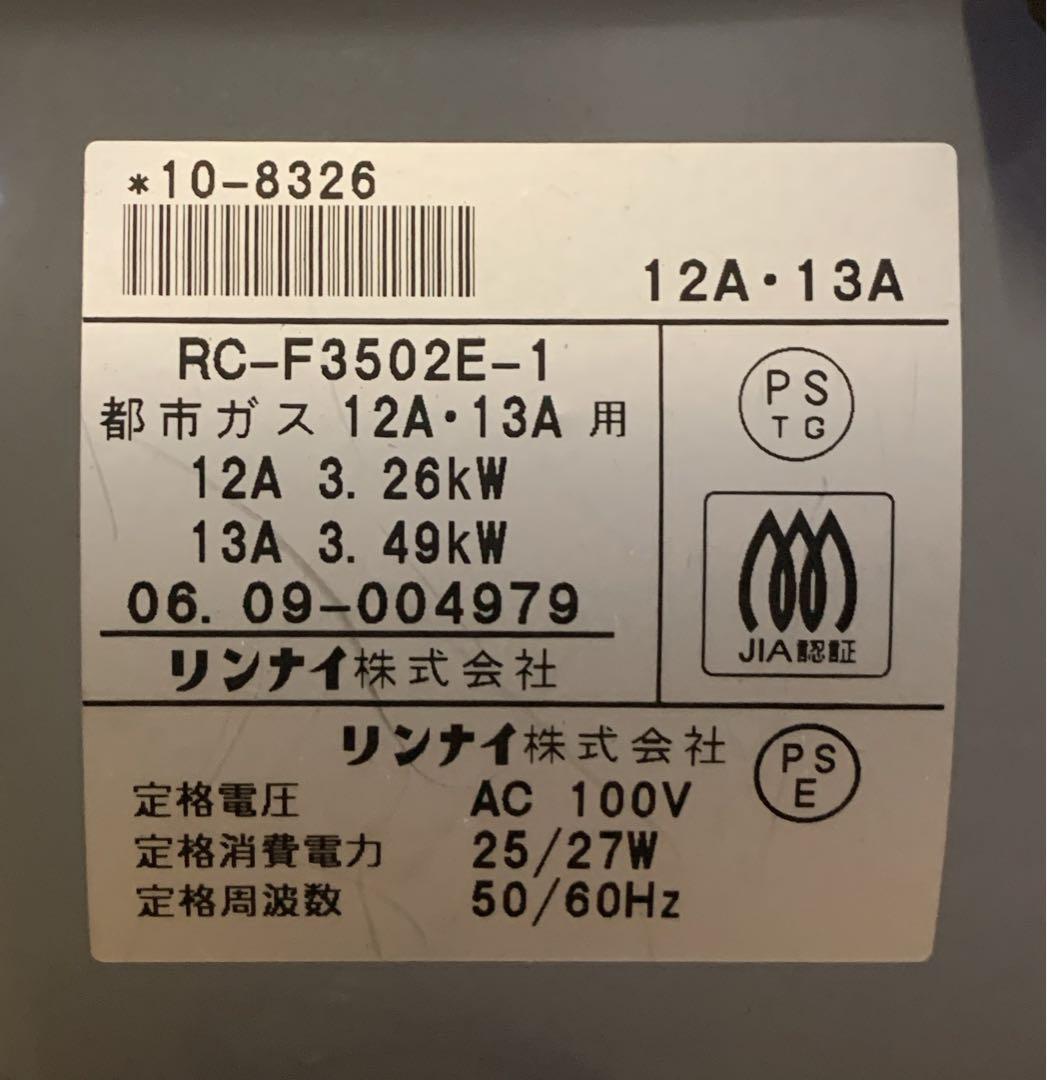 *10-8326
12A・13A
RC-F3502E-1
都市ガス 12A・13A 用
12A 3.26kW
13A 3.49kW
06.09-004979
リンナイ株式会社
PS
TG
JIA認証
リンナイ株式会社
PS
E
定格電圧 AC 100V
定格消費電力 25/27W
定格周波数 50/60Hz